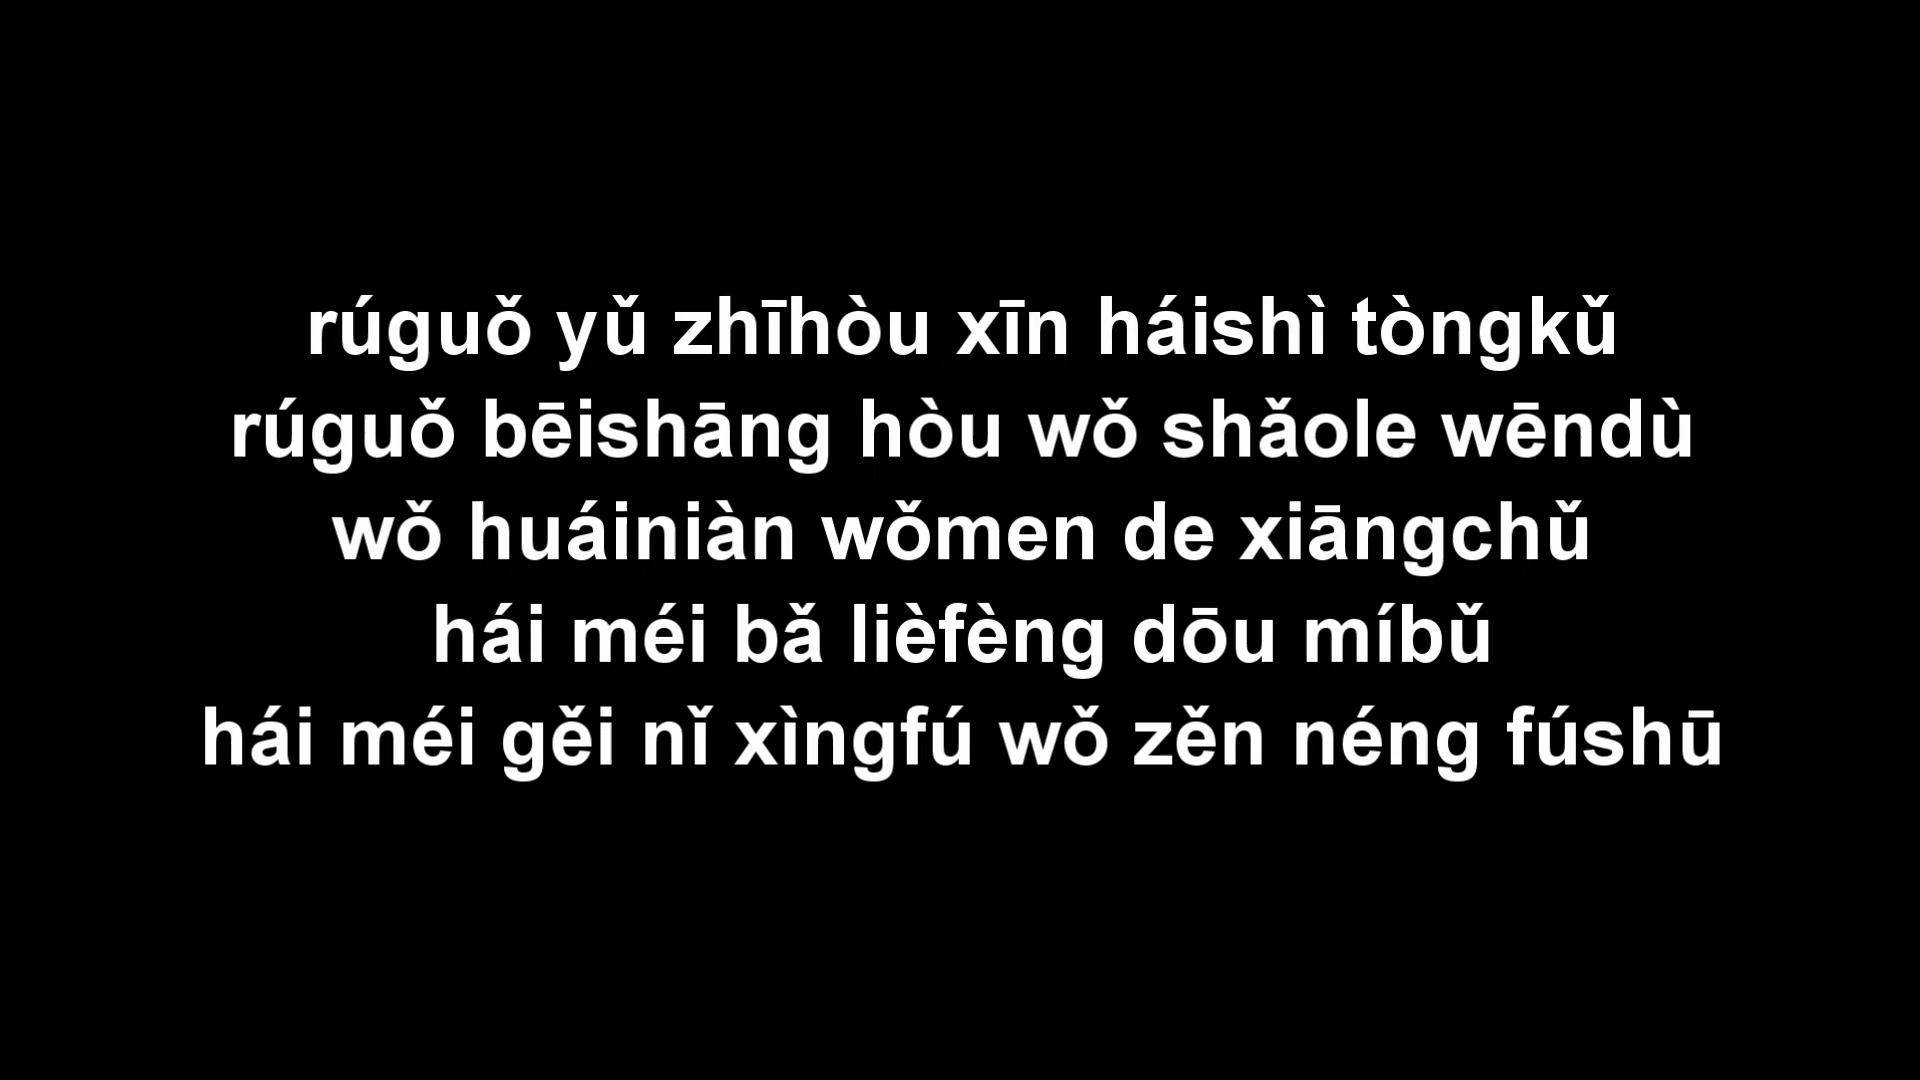 rúguǒ yǔ zhīhòu xīn háishì tòngkǔ
rúguǒ bēishāng hòu wǒ shǎole wēndù
wǒ huáiniàn wǒmen de xiāngchǔ
hái méi bǎ lièfèng dōu míbǔ
hái méi gěi nǐ xìngfú wǒ zěn néng fúshū